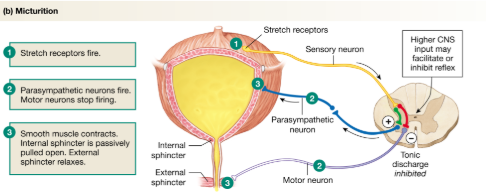 (b) Micturition
1 Stretch receptors fire.
2 Parasympathetic neurons fire.
Motor neurons stop firing.
3 Smooth muscle contracts.
Internal sphincter is passively
pulled open. External
sphincter relaxes.
Stretch receptors
1
Sensory neuron
Higher CNS
input may
facilitate or
inhibit reflex
3
2
Parasympathetic
neuron
+
−
Internal
sphincter
External
sphincter
3
2
Motor neuron
Tonic
discharge
inhibited